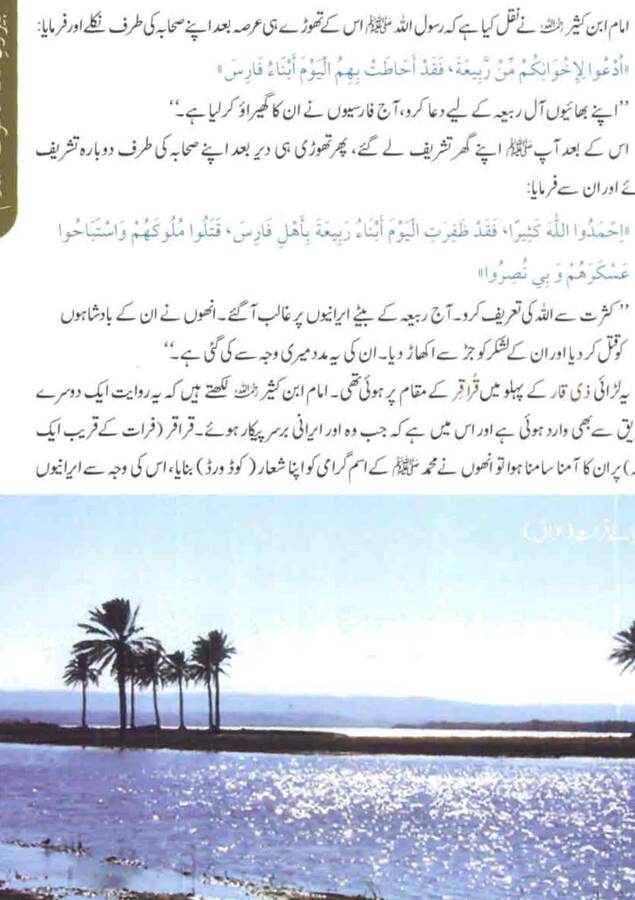 امام ابن کثیر رحمہ اللہ نے نقل کیا ہے کہ رسول اللہ ﷺ اس کے تھوڑے ہی عرصہ بعد اپنے صحابہ کی طرف نکلے اور فرمایا:
«اُدْعُوا لِإِخْوَانِكُمْ مِّنْ رَّبِيعَةَ، فَقَدْ أَحَاطَتْ بِهِمُ الْيَوْمَ أَبْنَاءُ فَارِسَ»
’’اپنے بھائیوں آل ربیعہ کے لیے دعا کرو، آج فارسیوں نے ان کا گھیراؤ کر لیا ہے۔‘‘
اس کے بعد آپ ﷺ اپنے گھر تشریف لے گئے، پھر تھوڑی ہی دیر بعد اپنے صحابہ کی طرف دوبارہ تشریف
ئے اور ان سے فرمایا:
«اِحْمَدُوا اللّٰهَ كَثِيرًا، فَقَدْ ظَفِرَتِ الْيَوْمَ أَبْنَاءُ رَبِيعَةَ بِأَهْلِ فَارِسَ، قَتَلُوا مُلُوكَهُمْ وَاسْتَبَاحُوا
عَسْكَرَهُمْ وَ بِي نُصِرُوا»
’’کثرت سے اللہ کی تعریف کرو۔ آج ربیعہ کے بیٹے ایرانیوں پر غالب آ گئے۔ انھوں نے ان کے بادشاہوں
کو قتل کر دیا اور ان کے لشکر کو جڑ سے اکھاڑ دیا۔ ان کی یہ مدد میری وجہ سے کی گئی ہے۔‘‘
یہ لڑائی ذی قار کے پہلو میں قُراقِر کے مقام پر ہوئی تھی۔ امام ابن کثیر رحمہ اللہ لکھتے ہیں کہ یہ روایت ایک دوسرے
یق سے بھی وارد ہوئی ہے اور اس میں ہے کہ جب وہ اور ایرانی برسر پیکار ہوئے۔ قراقر (فرات کے قریب ایک
) پر ان کا آمنا سامنا ہوا تو انھوں نے محمد ﷺ کے اسم گرامی کو اپنا شعار (کوڈ ورڈ) بنایا، اس کی وجہ سے ایرانیوں
ئے فرات (عراق)